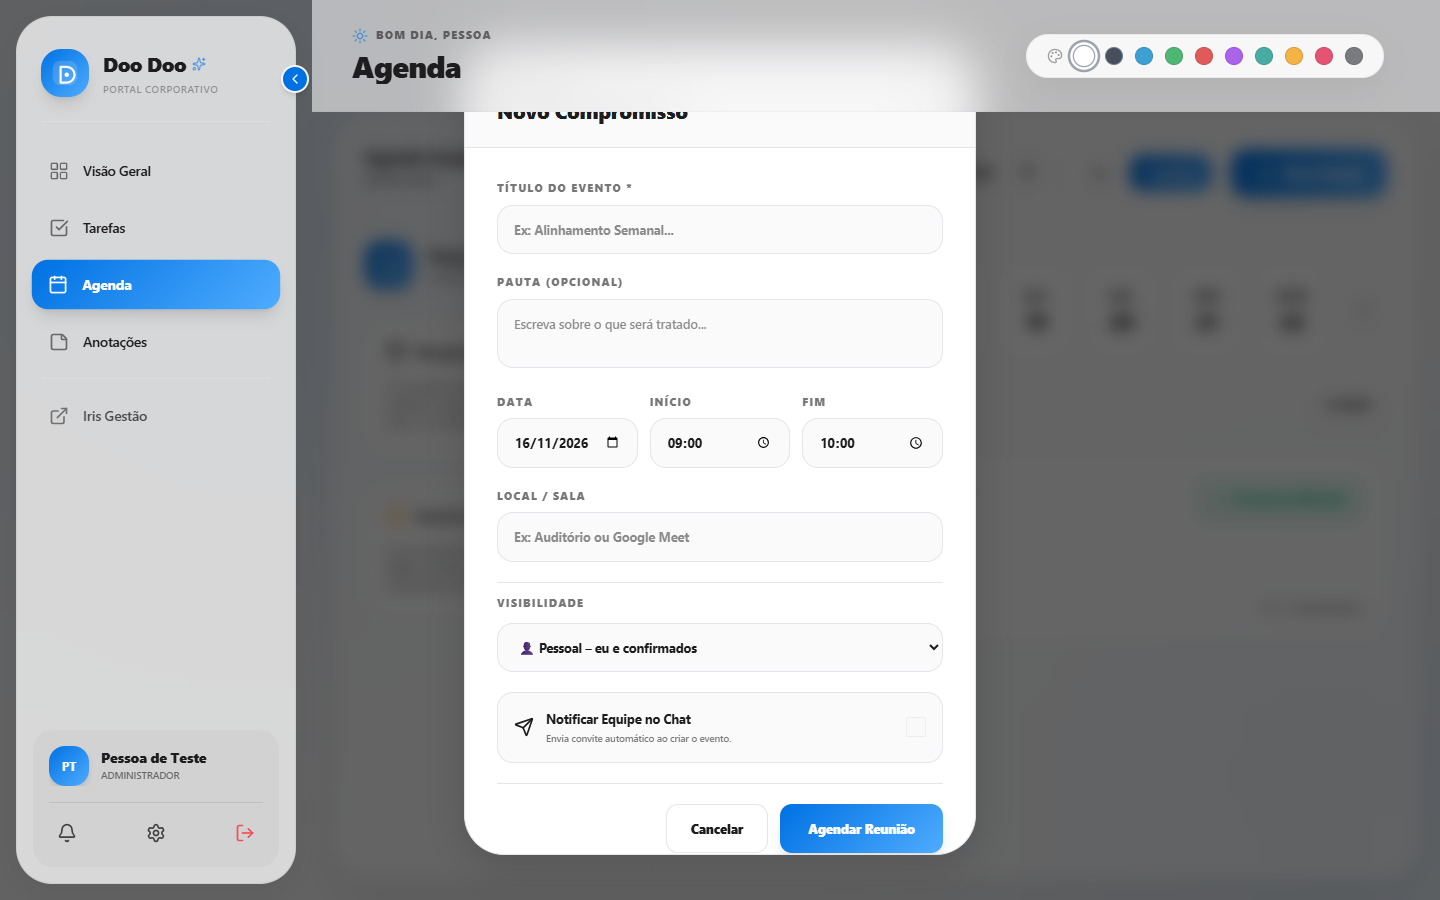 Doo Doo
PORTAL CORPORATIVO
Visão Geral
Tarefas
Agenda
Anotações
Iris Gestão
PT
Pessoa de Teste
ADMINISTRADOR
BOM DIA, PESSOA
Agenda
Novo Compromisso
TÍTULO DO EVENTO *
Ex: Alinhamento Semanal...
PAUTA (OPCIONAL)
Escreva sobre o que será tratado...
DATA INÍCIO FIM
16/11/2026 09:00 10:00
LOCAL / SALA
Ex: Auditório ou Google Meet
VISIBILIDADE
Pessoal – eu e confirmados
Notificar Equipe no Chat
Envia convite automático ao criar o evento.
Cancelar Agendar Reunião